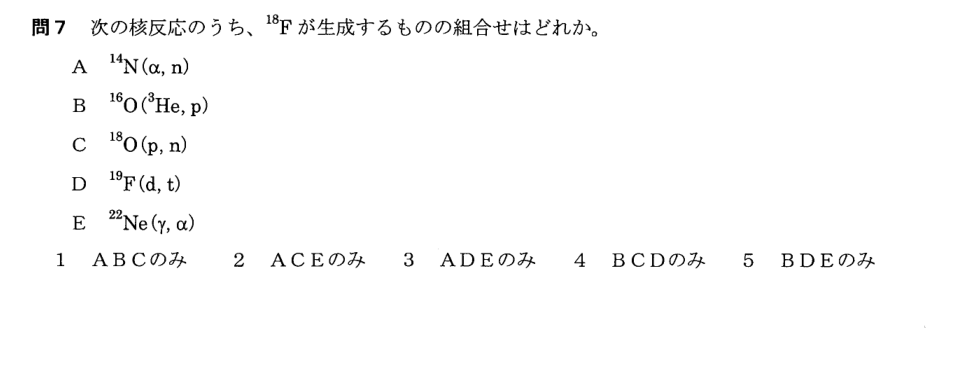 問7 次の核反応のうち、¹⁸F が生成するものの組合せはどれか。
A ¹⁴N(α, n)
B ¹⁶O(³He, p)
C ¹⁸O(p, n)
D ¹⁹F(d, t)
E ²²Ne(γ, α)
1 ＡＢＣのみ 2 ＡＣＥのみ 3 ＡＤＥのみ 4 ＢＣＤのみ 5 ＢＤＥのみ